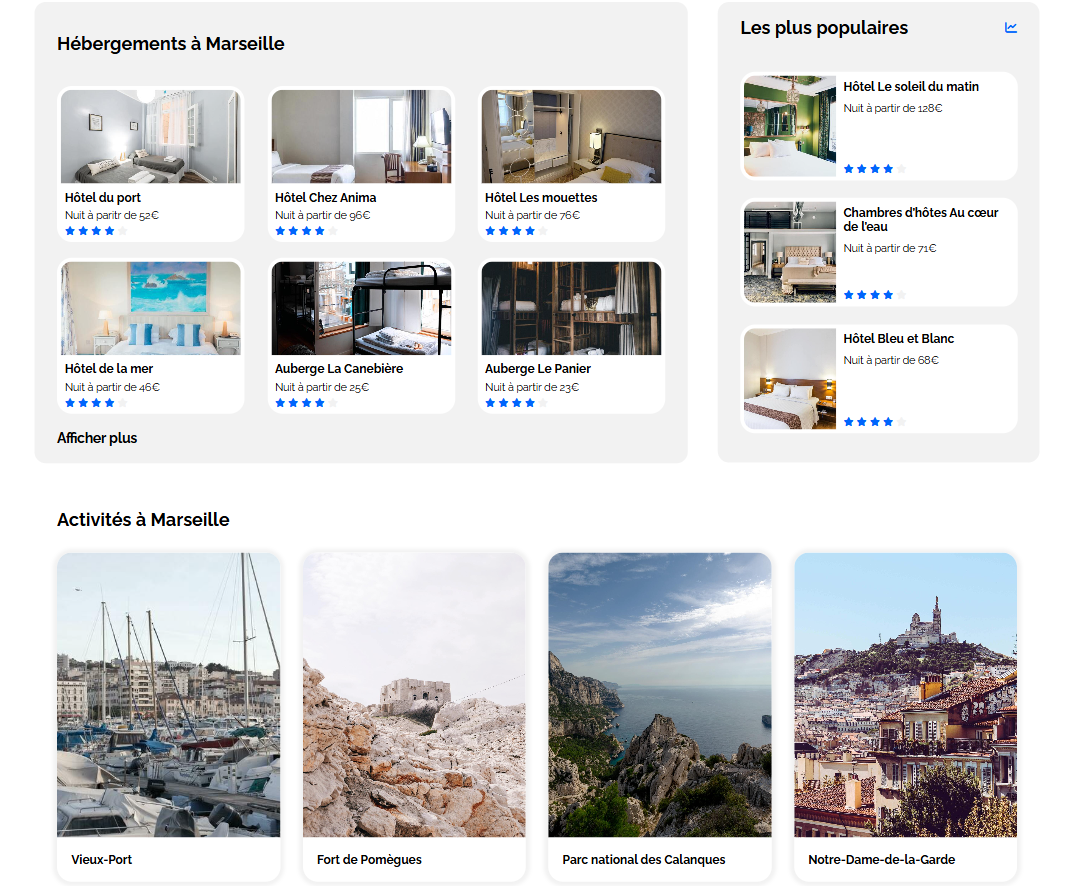 Hébergements à Marseille
Hôtel du port
Nuit à paritr de 52€
Hôtel Chez Anima
Nuit à partir de 96€
Hôtel Les mouettes
Nuit à partir de 76€
Hôtel de la mer
Nuit à partir de 46€
Auberge La Canebière
Nuit à partir de 25€
Auberge Le Panier
Nuit à partir de 23€
Afficher plus
Les plus populaires
Hôtel Le soleil du matin
Nuit à partir de 128€
Chambres d'hôtes Au cœur
de l'eau
Nuit à partir de 71€
Hôtel Bleu et Blanc
Nuit à partir de 68€
Activités à Marseille
Vieux-Port
Fort de Pomègues
Parc national des Calanques
Notre-Dame-de-la-Garde